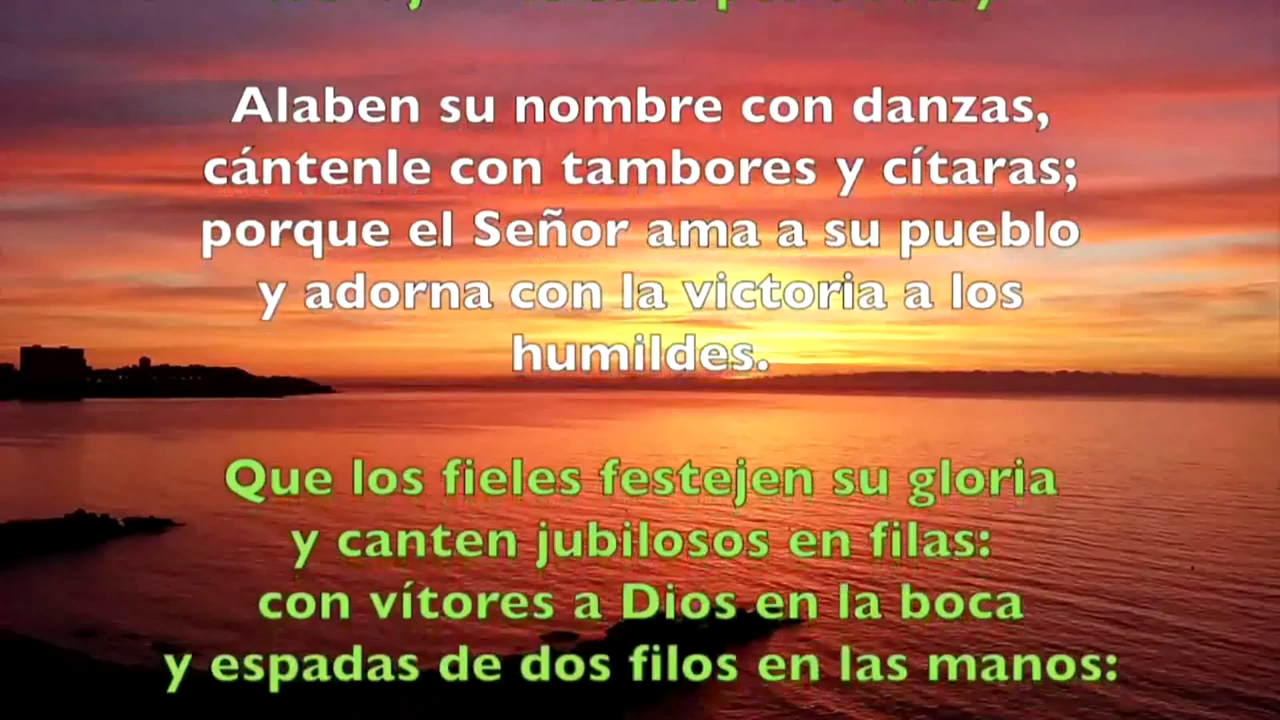 Alaben su nombre con danzas,
cántenle con tambores y cítaras;
porque el Señor ama a su pueblo
y adorna con la victoria a los
humildes.
Que los fieles festejen su gloria
y canten jubilosos en filas:
con vítores a Dios en la boca
y espadas de dos filos en las manos: